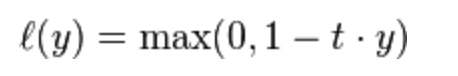 ℓ(y) = max(0, 1 − t · y)